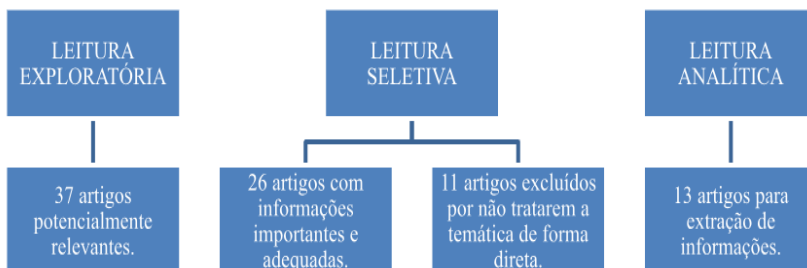 LEITURA
EXPLORATÓRIA
LEITURA
SELETIVA
LEITURA
ANALÍTICA
37 artigos
potencialmente
relevantes.
26 artigos com
informações
importantes e
adequadas.
11 artigos excluídos
por não tratarem a
temática de forma
direta.
13 artigos para
extração de
informações.